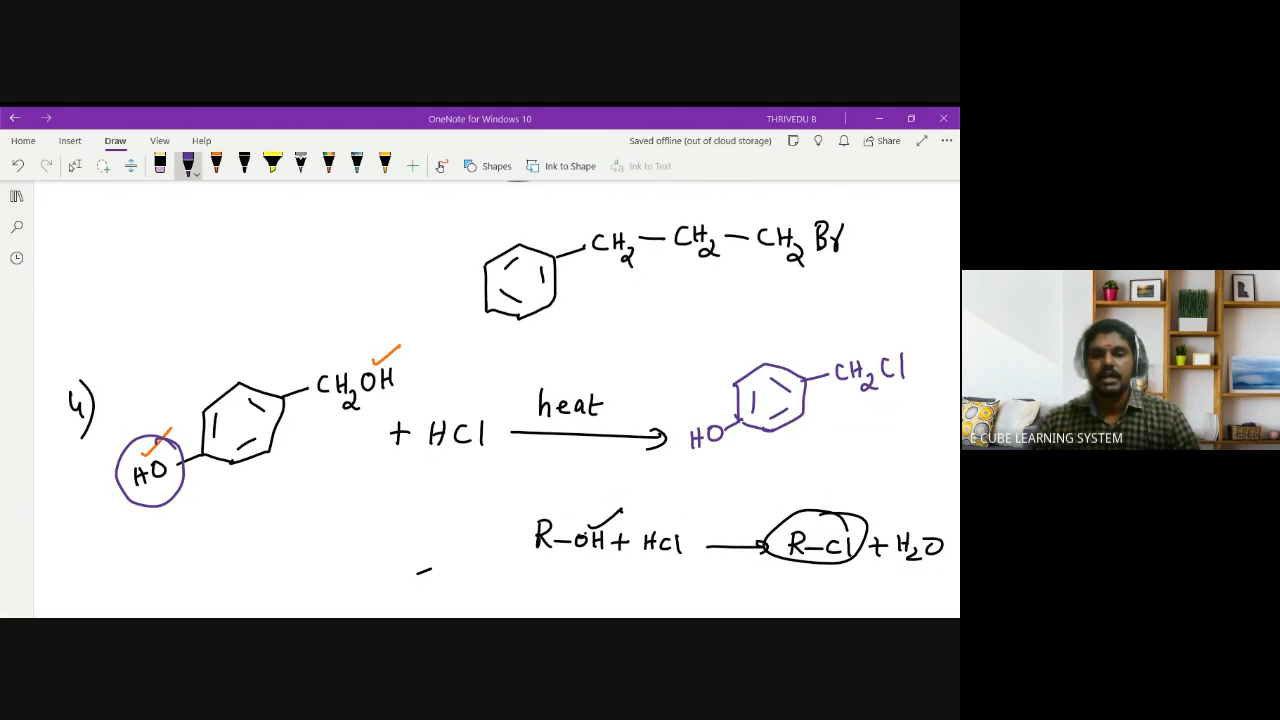 OneNote for Windows 10
THRIVEDU B
Home Insert Draw View Help
Saved offline (out of cloud storage)
Share
Shapes
Ink to Shape
Ink to Text
CH2 — CH2 — CH2 Br
4)
CH2OH
HO
+ HCl
heat
CH2Cl
HO
R—OH + HCl → R—Cl + H2O
C CUBE LEARNING SYSTEM